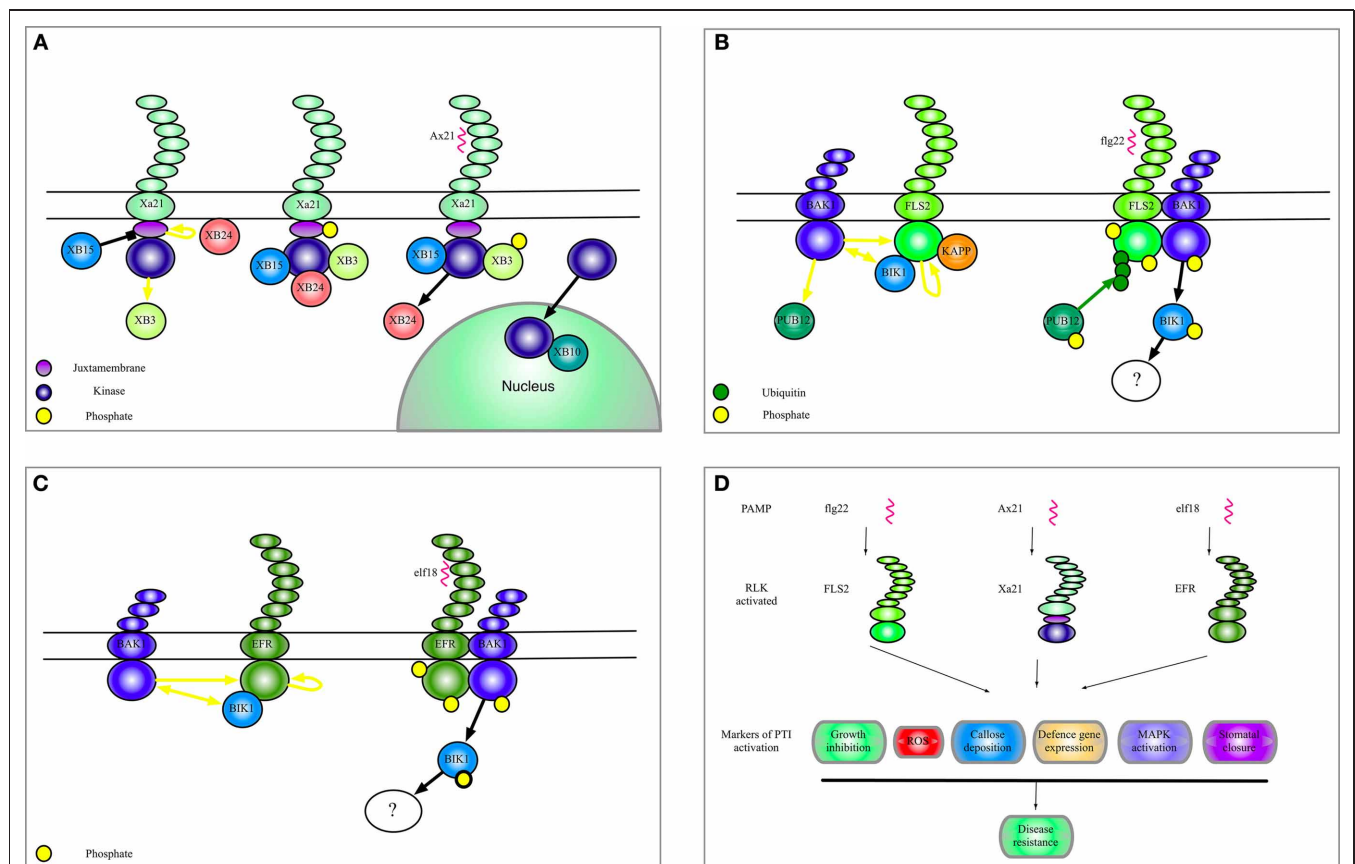 A
Ax21
Xa21
Xa21
Xa21
XB15
XB24
XB15
XB3
XB24
XB15
XB3
XB3
XB24
XB10
Nucleus
Juxtamembrane
Kinase
Phosphate
B
flg22
BAK1
FLS2
FLS2
BAK1
BIK1
KAPP
PUB12
PUB12
BIK1
?
Ubiquitin
Phosphate
C
elf18
BAK1
EFR
EFR
BAK1
BIK1
BIK1
?
Phosphate
D
PAMP
flg22
Ax21
elf18
RLK
activated
FLS2
Xa21
EFR
Markers of PTI
activation
Growth
inhibition
ROS
Callose
deposition
Defence gene
expression
MAPK
activation
Stomatal
closure
Disease
resistance